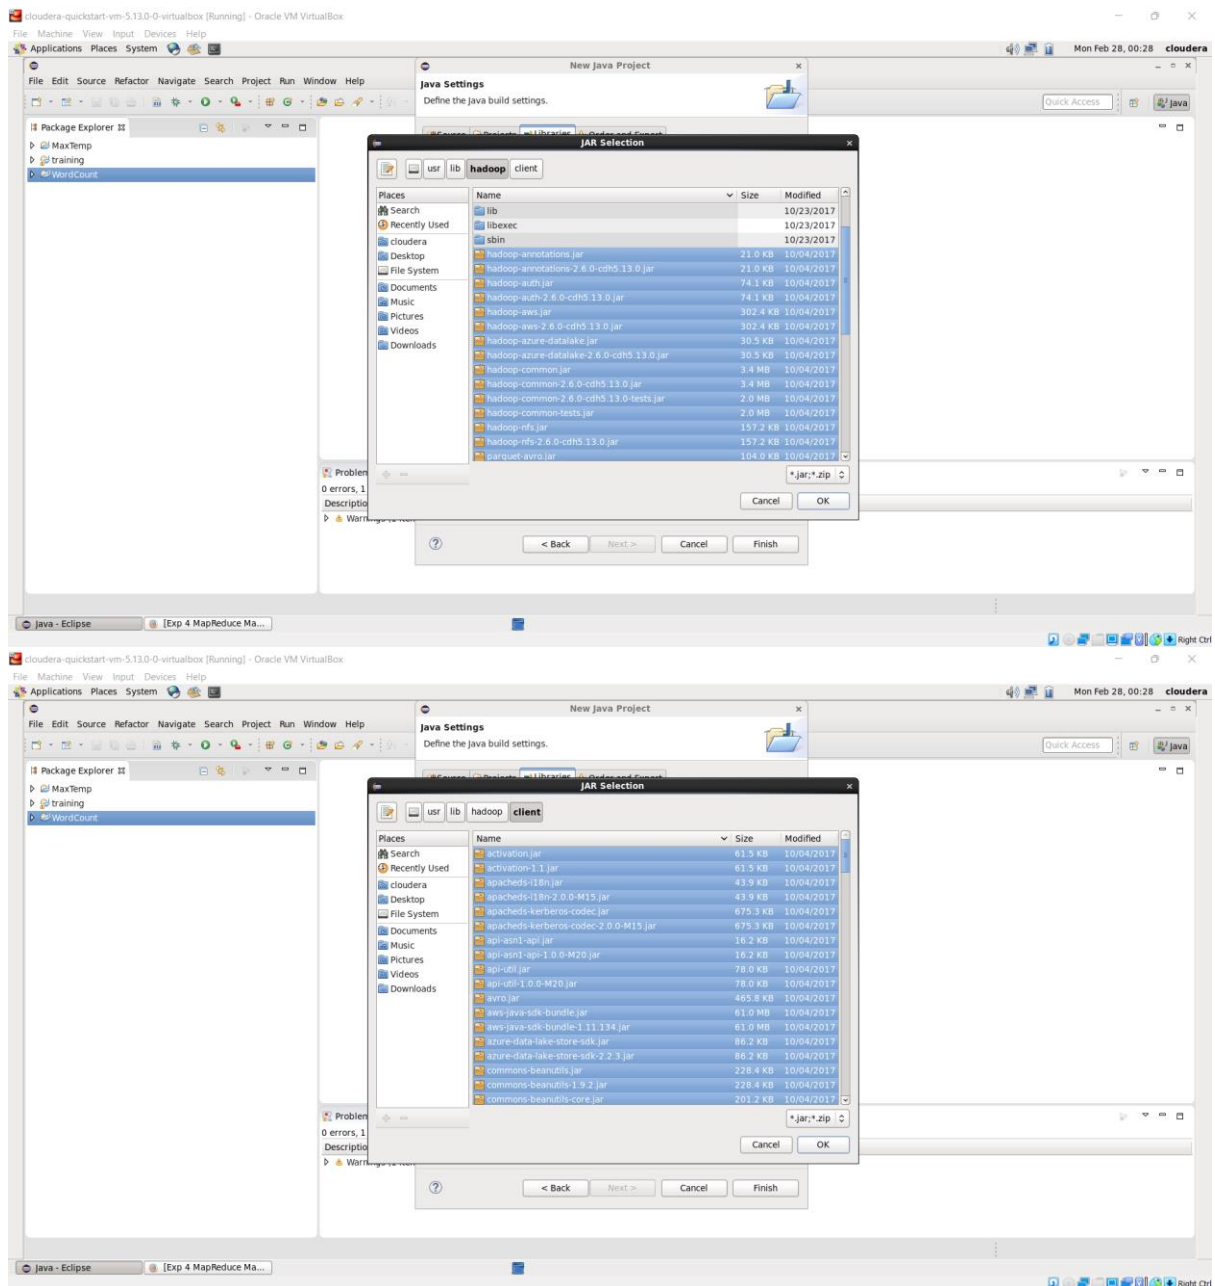 cloudera-quickstart-vm-5.13.0-0-virtualbox [Running] - Oracle VM VirtualBox
File Machine View Input Devices Help
Applications Places System Mon Feb 28, 00:28 cloudera
New Java Project
File Edit Source Refactor Navigate Search Project Run Window Help
Java Settings
Define the Java build settings.
Quick Access Java
Package Explorer
Source Projects Libraries Order and Export
JAR Selection
MaxTemp
training
WordCount
usr lib hadoop client
Places Name Size Modified
Search lib 10/23/2017
Recently Used libexec 10/23/2017
cloudera sbin 10/23/2017
Desktop hadoop-annotations.jar 21.0 KB 10/04/2017
File System hadoop-annotations-2.6.0-cdh5.13.0.jar 21.0 KB 10/04/2017
Documents hadoop-auth.jar 74.1 KB 10/04/2017
Music hadoop-auth-2.6.0-cdh5.13.0.jar 74.1 KB 10/04/2017
Pictures hadoop-aws.jar 302.4 KB 10/04/2017
Videos hadoop-aws-2.6.0-cdh5.13.0.jar 302.4 KB 10/04/2017
Downloads hadoop-azure-datalake.jar 30.5 KB 10/04/2017
hadoop-azure-datalake-2.6.0-cdh5.13.0.jar 30.5 KB 10/04/2017
hadoop-common.jar 3.4 MB 10/04/2017
hadoop-common-2.6.0-cdh5.13.0.jar 3.4 MB 10/04/2017
hadoop-common-2.6.0-cdh5.13.0-tests.jar 2.0 MB 10/04/2017
hadoop-common-tests.jar 2.0 MB 10/04/2017
hadoop-nfs.jar 157.2 KB 10/04/2017
hadoop-nfs-2.6.0-cdh5.13.0.jar 157.2 KB 10/04/2017
parquet-avro.jar 104.0 KB 10/04/2017
Problem
*.jar;*.zip
0 errors, 1
Descriptio
Cancel OK
Warn
< Back Next > Cancel Finish
Java - Eclipse [Exp 4 MapReduce Ma...
Right Ctrl
cloudera-quickstart-vm-5.13.0-0-virtualbox [Running] - Oracle VM VirtualBox
File Machine View Input Devices Help
Applications Places System Mon Feb 28, 00:28 cloudera
New Java Project
File Edit Source Refactor Navigate Search Project Run Window Help
Java Settings
Define the Java build settings.
Quick Access Java
Package Explorer
Source Projects Libraries Order and Export
JAR Selection
MaxTemp
training
WordCount
usr lib hadoop client
Places Name Size Modified
Search activation.jar 61.5 KB 10/04/2017
Recently Used activation-1.1.jar 61.5 KB 10/04/2017
cloudera apacheds-i18n.jar 43.9 KB 10/04/2017
Desktop apacheds-i18n-2.0.0-M15.jar 43.9 KB 10/04/2017
File System apacheds-kerberos-codec.jar 675.3 KB 10/04/2017
Documents apacheds-kerberos-codec-2.0.0-M15.jar 675.3 KB 10/04/2017
Music api-asn1-api.jar 16.2 KB 10/04/2017
Pictures api-asn1-api-1.0.0-M20.jar 16.2 KB 10/04/2017
Videos api-util.jar 78.0 KB 10/04/2017
Downloads api-util-1.0.0-M20.jar 78.0 KB 10/04/2017
avro.jar 465.8 KB 10/04/2017
aws-java-sdk-bundle.jar 61.0 MB 10/04/2017
aws-java-sdk-bundle-1.11.134.jar 61.0 MB 10/04/2017
azure-data-lake-store-sdk.jar 86.2 KB 10/04/2017
azure-data-lake-store-sdk-2.2.3.jar 86.2 KB 10/04/2017
commons-beanutils.jar 228.4 KB 10/04/2017
commons-beanutils-1.9.2.jar 228.4 KB 10/04/2017
commons-beanutils-core.jar 201.2 KB 10/04/2017
Problem
*.jar;*.zip
0 errors, 1
Descriptio
Cancel OK
Warn
< Back Next > Cancel Finish
Java - Eclipse [Exp 4 MapReduce Ma...
Right Ctrl